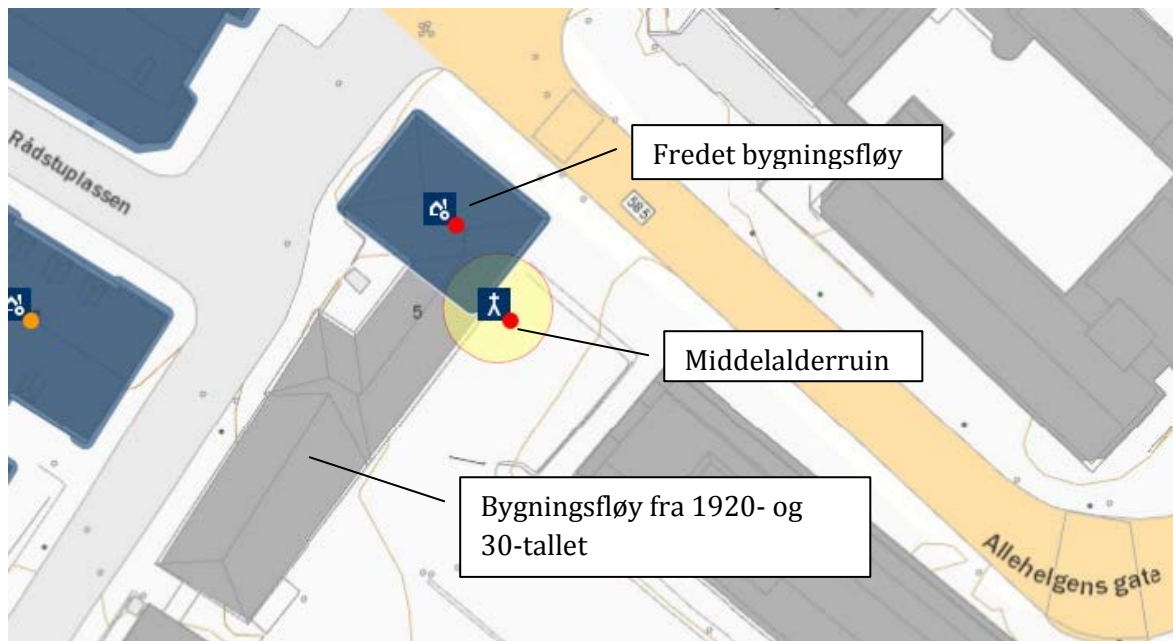 Rådstuplassen
Fredet bygningsfløy
585
5
Middelalderruin
Bygningsfløy fra 1920- og
30-tallet
Allehelgens gate